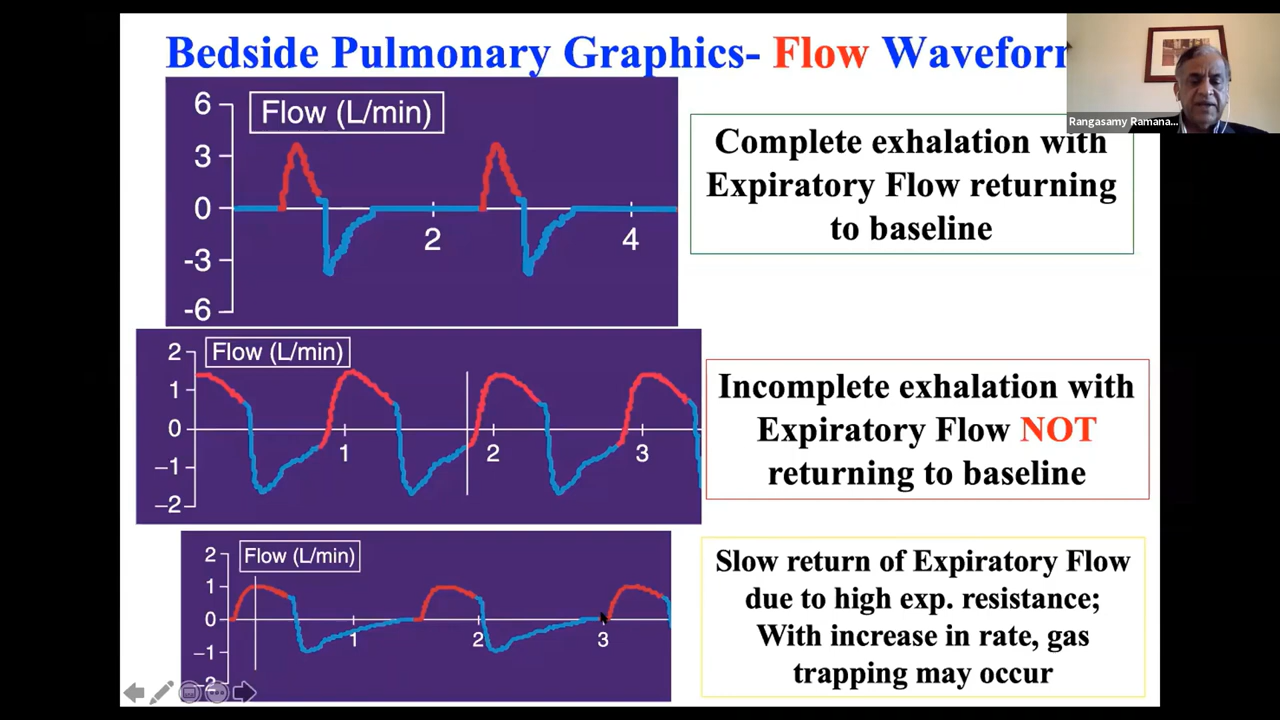 Bedside Pulmonary Graphics- Flow Waveform
Rangasamy Ramana...
6
Flow (L/min)
3
0
2
4
-3
-6
Complete exhalation with
Expiratory Flow returning
to baseline
2
Flow (L/min)
1
0
1
2
3
−1
−2
Incomplete exhalation with
Expiratory Flow NOT
returning to baseline
2
Flow (L/min)
1
0
1
2
3
−1
−2
Slow return of Expiratory Flow
due to high exp. resistance;
With increase in rate, gas
trapping may occur